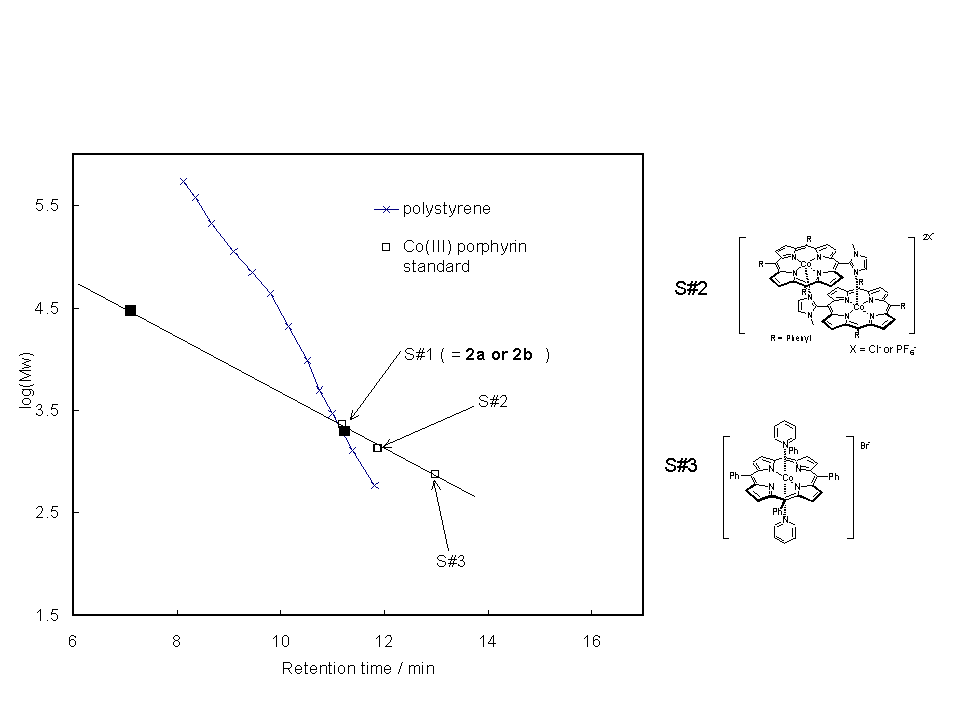 5.5
4.5
3.5
2.5
1.5
log(Mw)
6
8
10
12
14
16
Retention time / min
polystyrene
Co(III) porphyrin
standard
S#1 ( = 2a or 2b )
S#2
S#3
S#2
R
N
N
N
N
Co
R
R
N
N
N
N
N
N
Co
N
N
R
R
R
R = Phenyl
2X-
X = Cl- or PF6-
S#3
N
Ph
Ph
N
N
N
N
Co
Ph
Ph
N
Br-